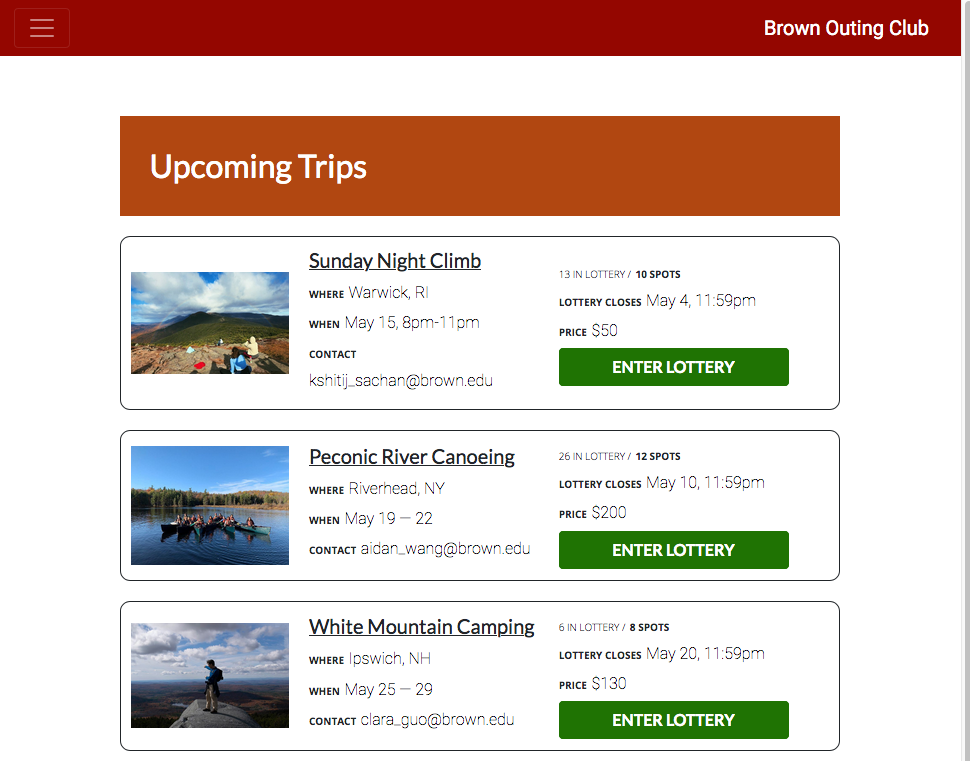 Brown Outing Club
Upcoming Trips
Sunday Night Climb
WHERE Warwick, RI
WHEN May 15, 8pm-11pm
CONTACT
kshitij_sachan@brown.edu
13 IN LOTTERY / 10 SPOTS
LOTTERY CLOSES May 4, 11:59pm
PRICE $50
ENTER LOTTERY
Peconic River Canoeing
WHERE Riverhead, NY
WHEN May 19 — 22
CONTACT aidan_wang@brown.edu
26 IN LOTTERY / 12 SPOTS
LOTTERY CLOSES May 10, 11:59pm
PRICE $200
ENTER LOTTERY
White Mountain Camping
WHERE Ipswich, NH
WHEN May 25 — 29
CONTACT clara_guo@brown.edu
6 IN LOTTERY / 8 SPOTS
LOTTERY CLOSES May 20, 11:59pm
PRICE $130
ENTER LOTTERY